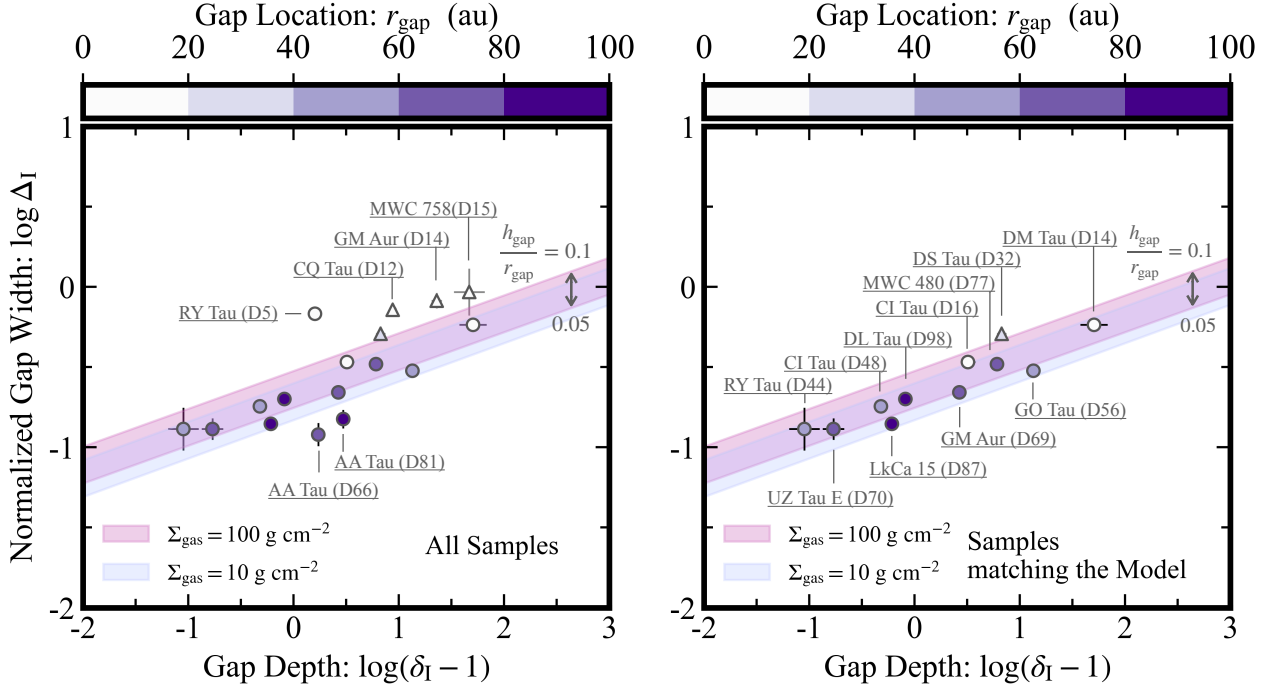 Gap Location: r_gap (au)
0 20 40 60 80 100
Normalized Gap Width: log Δ_I
1
0
-1
-2
MWC 758(D15)
GM Aur (D14)
CQ Tau (D12)
RY Tau (D5)
h_gap / r_gap = 0.1
0.05
AA Tau (D81)
AA Tau (D66)
Σ_gas = 100 g cm⁻²
Σ_gas = 10 g cm⁻²
All Samples
-2 -1 0 1 2 3
Gap Depth: log(δ_I − 1)
Gap Location: r_gap (au)
0 20 40 60 80 100
1
0
-1
-2
DM Tau (D14)
DS Tau (D32)
MWC 480 (D77)
CI Tau (D16)
DL Tau (D98)
CI Tau (D48)
RY Tau (D44)
h_gap / r_gap = 0.1
0.05
GO Tau (D56)
GM Aur (D69)
LkCa 15 (D87)
UZ Tau E (D70)
Σ_gas = 100 g cm⁻²
Σ_gas = 10 g cm⁻²
Samples
matching the Model
-2 -1 0 1 2 3
Gap Depth: log(δ_I − 1)